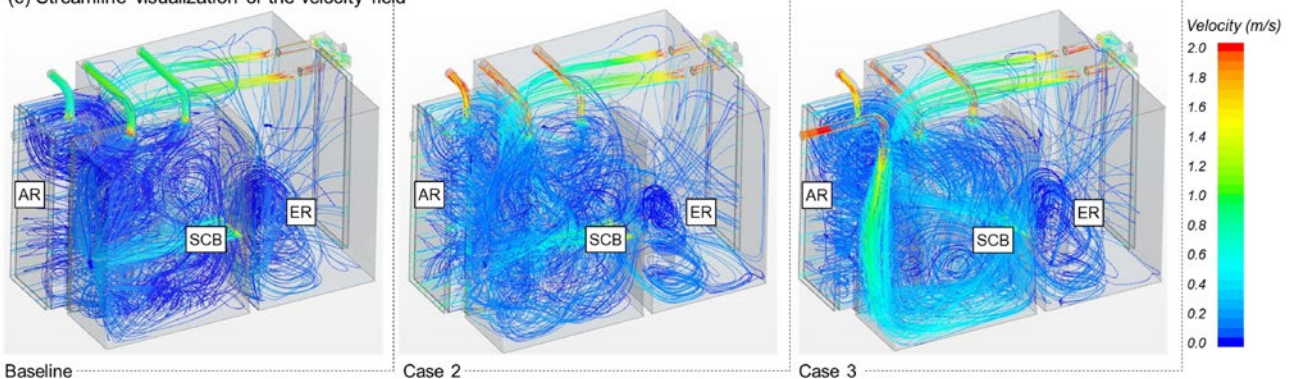 (c) Streamline visualization of the velocity field
Velocity (m/s)
2.0
1.8
1.6
1.4
1.2
1.0
0.8
0.6
0.4
0.2
0.0
AR
SCB
ER
AR
SCB
ER
AR
SCB
ER
Baseline
Case 2
Case 3